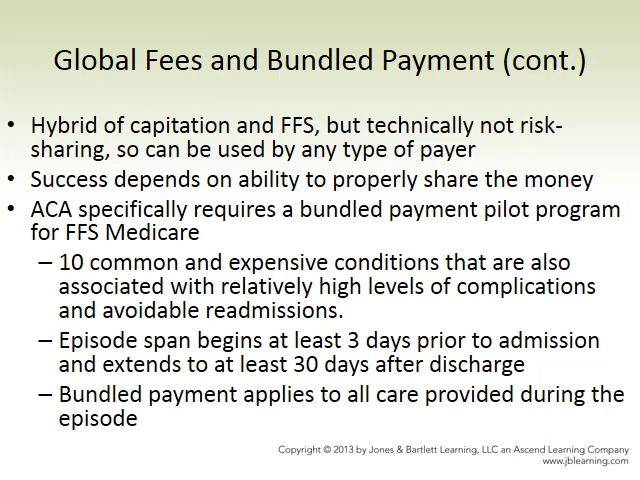 Global Fees and Bundled Payment (cont.)
• Hybrid of capitation and FFS, but technically not risk-
sharing, so can be used by any type of payer
• Success depends on ability to properly share the money
• ACA specifically requires a bundled payment pilot program
for FFS Medicare
– 10 common and expensive conditions that are also
associated with relatively high levels of complications
and avoidable readmissions.
– Episode span begins at least 3 days prior to admission
and extends to at least 30 days after discharge
– Bundled payment applies to all care provided during the
episode
Copyright © 2013 by Jones & Bartlett Learning, LLC an Ascend Learning Company
www.jblearning.com